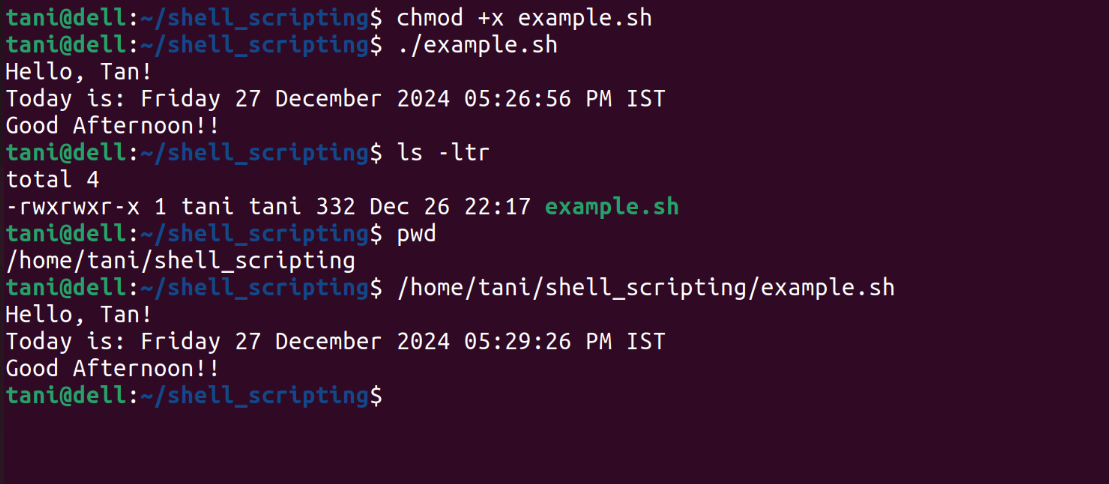 tani@dell:~/shell_scripting$ chmod +x example.sh
tani@dell:~/shell_scripting$ ./example.sh
Hello, Tan!
Today is: Friday 27 December 2024 05:26:56 PM IST
Good Afternoon!!
tani@dell:~/shell_scripting$ ls -ltr
total 4
-rwxrwxr-x 1 tani tani 332 Dec 26 22:17 example.sh
tani@dell:~/shell_scripting$ pwd
/home/tani/shell_scripting
tani@dell:~/shell_scripting$ /home/tani/shell_scripting/example.sh
Hello, Tan!
Today is: Friday 27 December 2024 05:29:26 PM IST
Good Afternoon!!
tani@dell:~/shell_scripting$